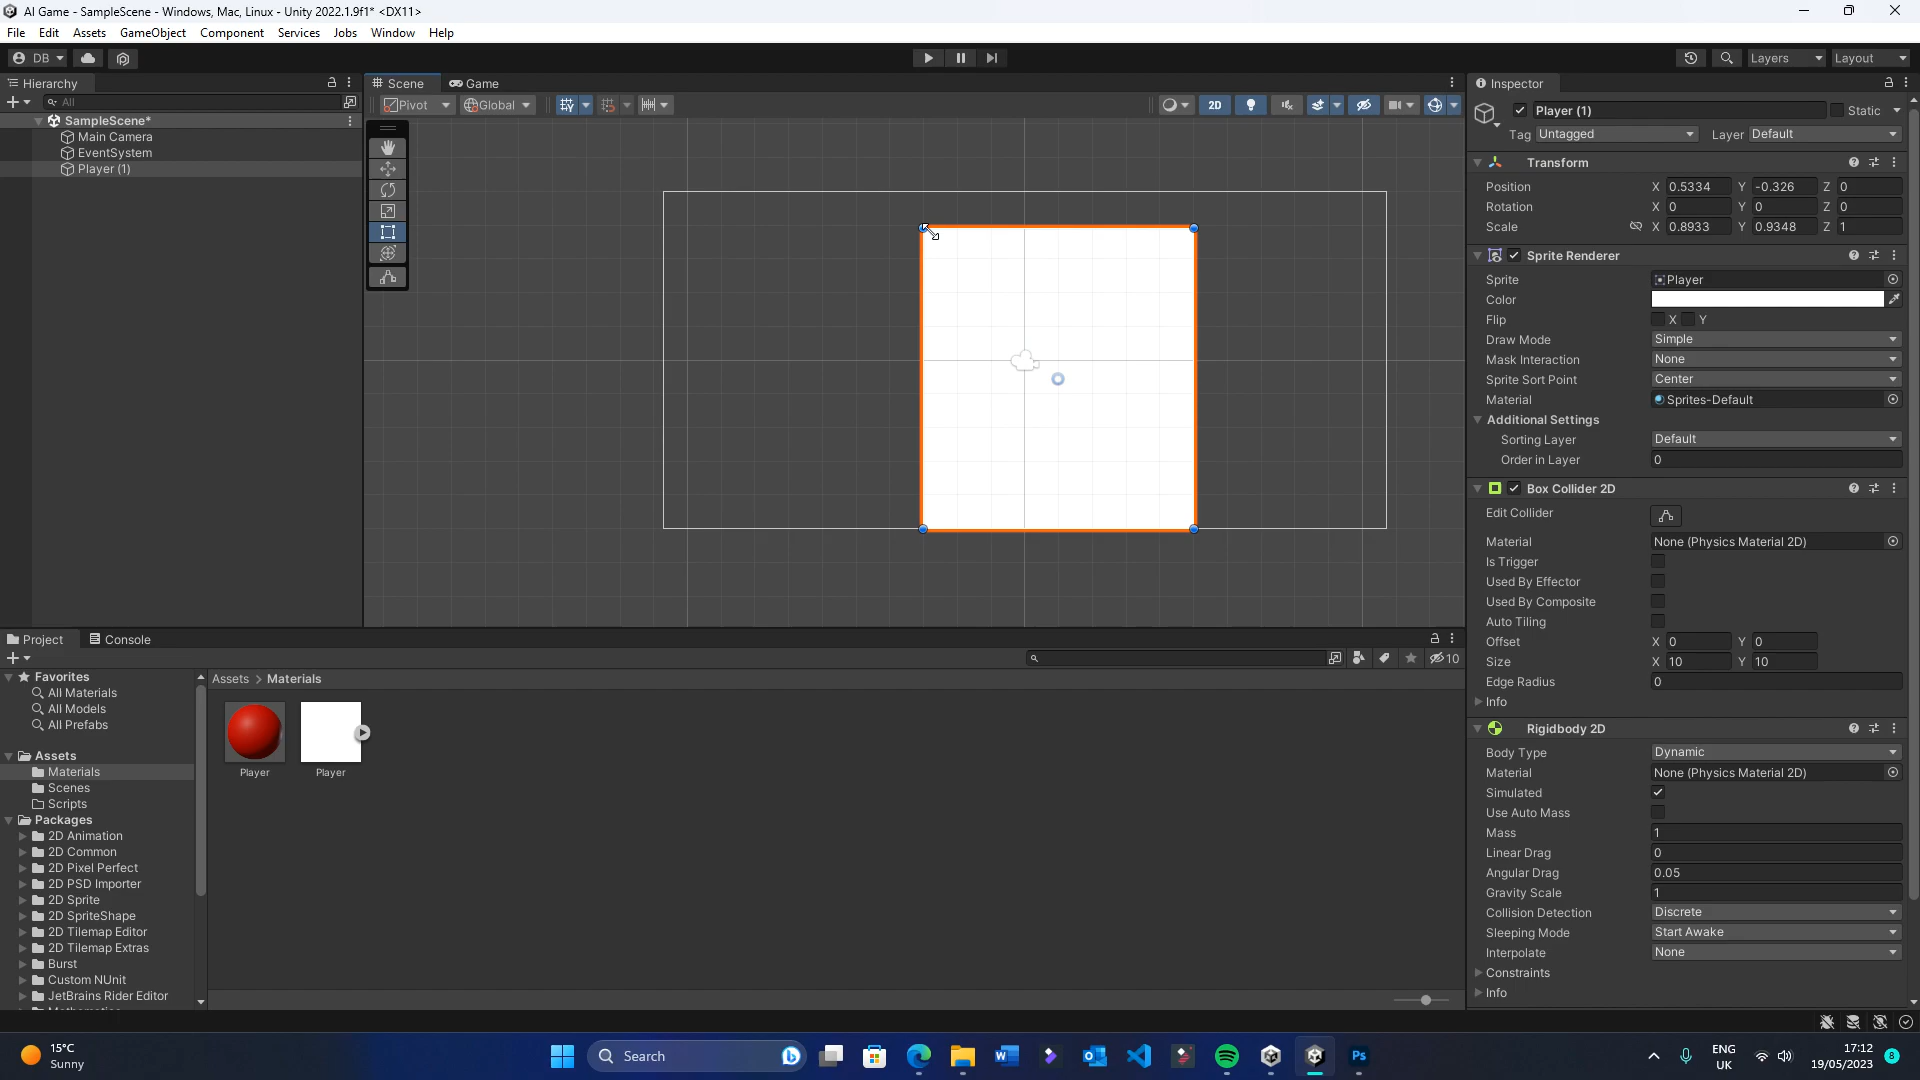 AI Game - SampleScene - Windows, Mac, Linux - Unity 2022.1.9f1* <DX11>
File Edit Assets GameObject Component Services Jobs Window Help
DB Layers Layout
Hierarchy
All
SampleScene*
Main Camera
EventSystem
Player (1)
Scene Game
Pivot Global 2D
Inspector
Player (1) Static
Tag Untagged Layer Default
Transform
Position X 0.5334 Y -0.326 Z 0
Rotation X 0 Y 0 Z 0
Scale X 0.8933 Y 0.9348 Z 1
Sprite Renderer
Sprite Player
Color
Flip X Y
Draw Mode Simple
Mask Interaction None
Sprite Sort Point Center
Material Sprites-Default
Additional Settings
Sorting Layer Default
Order in Layer 0
Box Collider 2D
Edit Collider
Material None (Physics Material 2D)
Is Trigger
Used By Effector
Used By Composite
Auto Tiling
Offset X 0 Y 0
Size X 10 Y 10
Edge Radius 0
Info
Rigidbody 2D
Body Type Dynamic
Material None (Physics Material 2D)
Simulated
Use Auto Mass
Mass 1
Linear Drag 0
Angular Drag 0.05
Gravity Scale 1
Collision Detection Discrete
Sleeping Mode Start Awake
Interpolate None
Constraints
Info
Project Console
10
Favorites
All Materials
All Models
All Prefabs
Assets
Materials
Scenes
Scripts
Packages
2D Animation
2D Common
2D Pixel Perfect
2D PSD Importer
2D Sprite
2D SpriteShape
2D Tilemap Editor
2D Tilemap Extras
Burst
Custom NUnit
JetBrains Rider Editor
Assets > Materials
Player Player
15°C
Sunny
Search
ENG
UK
17:12
19/05/2023
8